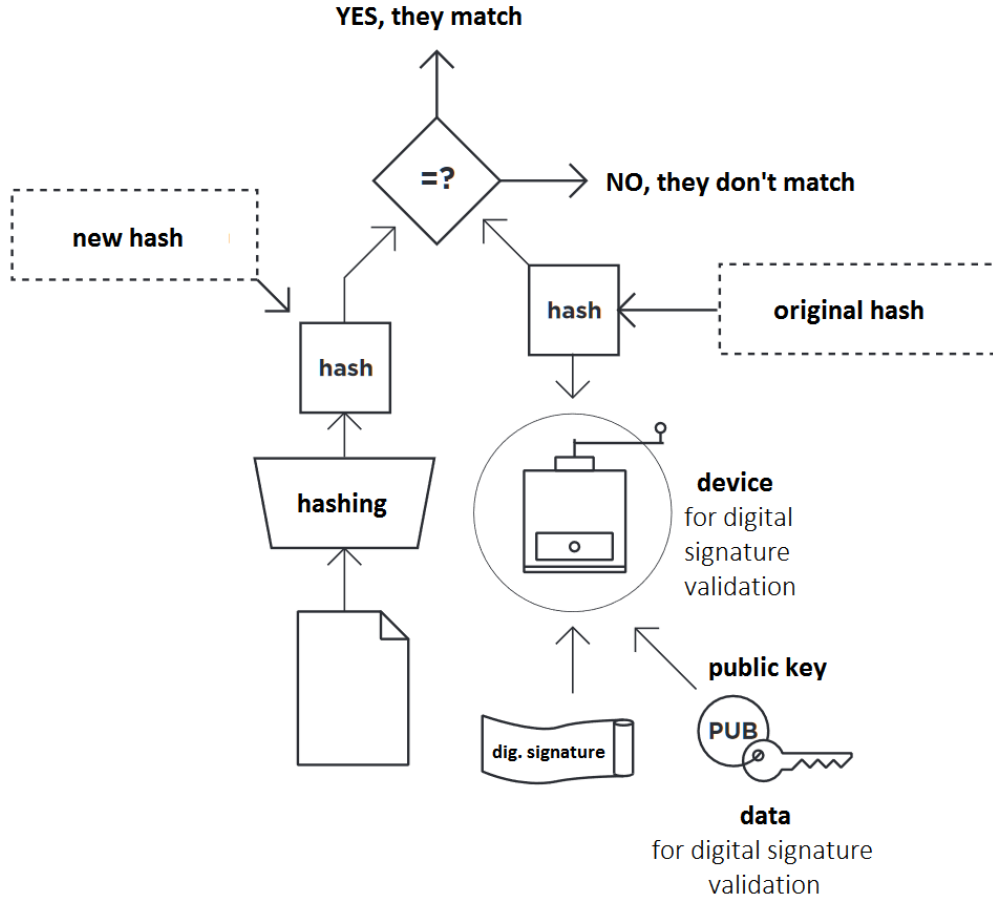 YES, they match
=?
NO, they don't match
new hash
hash
original hash
hash
hashing
device
for digital
signature
validation
public key
PUB
dig. signature
data
for digital signature
validation